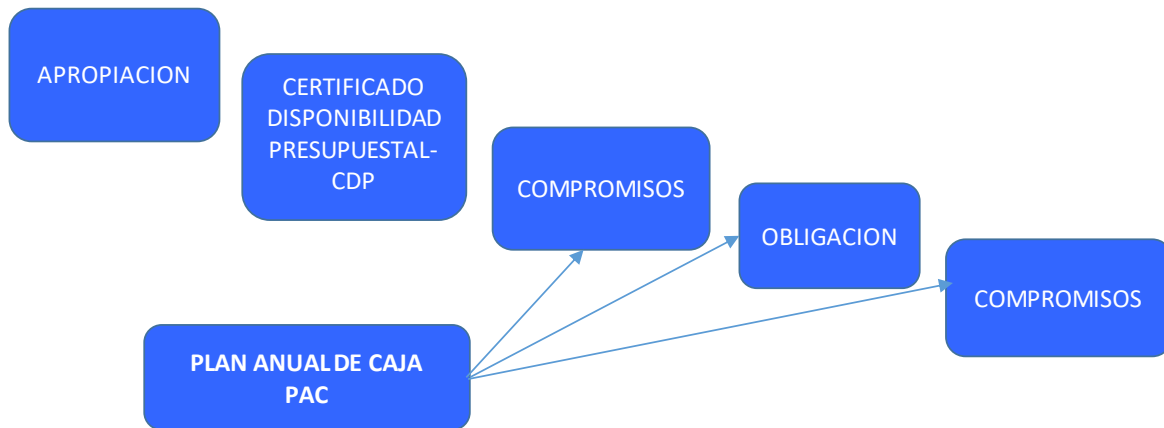 APROPIACION
CERTIFICADO
DISPONIBILIDAD
PRESUPUESTAL-
CDP
COMPROMISOS
OBLIGACION
COMPROMISOS
PLAN ANUAL DE CAJA
PAC